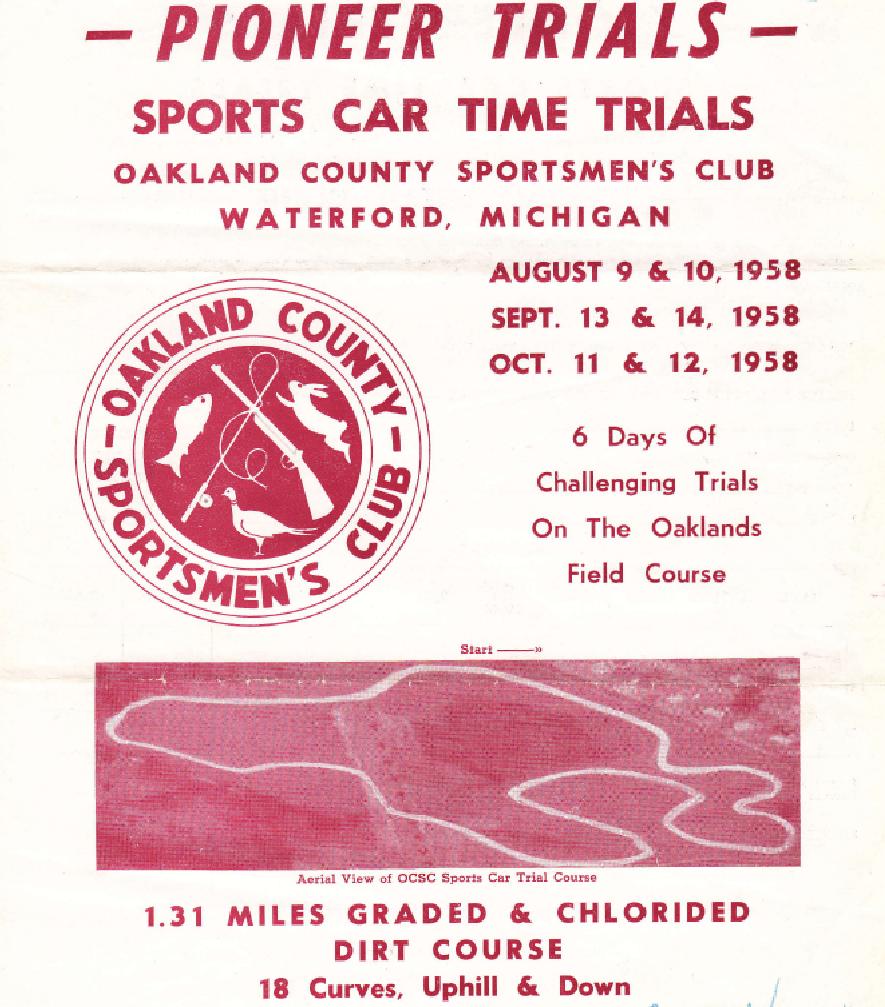 — PIONEER TRIALS —
SPORTS CAR TIME TRIALS
OAKLAND COUNTY SPORTSMEN'S CLUB
WATERFORD, MICHIGAN
AUGUST 9 & 10, 1958
SEPT. 13 & 14, 1958
OCT. 11 & 12, 1958
— OAKLAND COUNTY —
SPORTSMEN'S CLUB
6 Days Of
Challenging Trials
On The Oaklands
Field Course
Start ——»
Aerial View of OCSC Sports Car Trial Course
1.31 MILES GRADED & CHLORIDED
DIRT COURSE
18 Curves, Uphill & Down